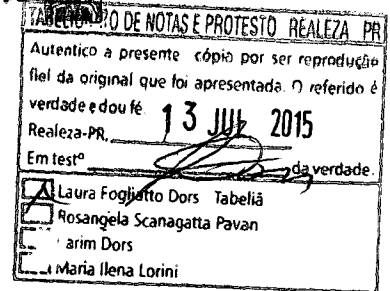 TABELIONATO DE NOTAS E PROTESTO REALEZA PR
Autentico a presente cópia por ser reprodução
fiel da original que foi apresentada. O referido é
verdade e dou fé.
13 JUL 2015
Realeza-PR,
Em testº da verdade.
Laura Fogliatto Dors Tabeliã
Rosangela Scanagatta Pavan
arim Dors
Maria Ilena Lorini